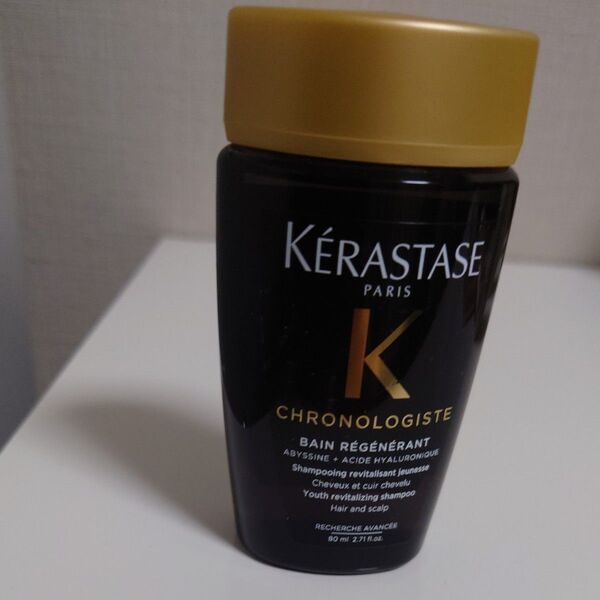 KÉRASTASE
PARIS
K
CHRONOLOGISTE
BAIN RÉGÉNÉRANT
ABYSSINE + ACIDE HYALURONIQUE
Shampooing revitalisant jeunesse
Cheveux et cuir chevelu
Youth revitalizing shampoo
Hair and scalp
RECHERCHE AVANCÉE
80 ml 2.71 fl.oz.